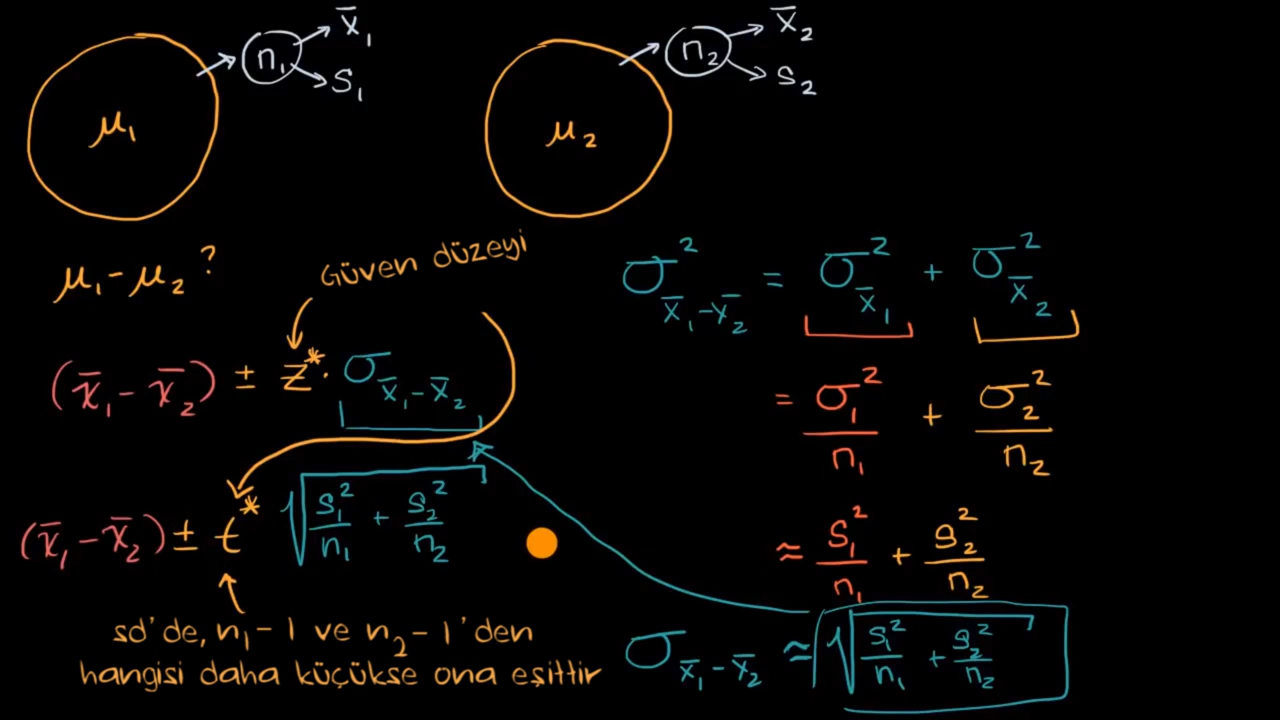 μ₁ n₁ x̄₁ S₁
μ₂ n₂ x̄₂ S₂
μ₁ - μ₂ ?
Güven düzeyi
(x̄₁ - x̄₂) ± z* · σ_{x̄₁-x̄₂}
(x̄₁ - x̄₂) ± t* √(S₁²/n₁ + S₂²/n₂)
sd'de, n₁-1 ve n₂-1'den
hangisi daha küçükse ona eşittir
σ²_{x̄₁-x̄₂} = σ²_{x̄₁} + σ²_{x̄₂}
= σ₁²/n₁ + σ₂²/n₂
≈ S₁²/n₁ + S₂²/n₂
σ_{x̄₁-x̄₂} ≈ √(S₁²/n₁ + S₂²/n₂)